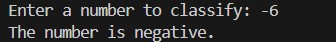 Enter a number to classify: -6
The number is negative.